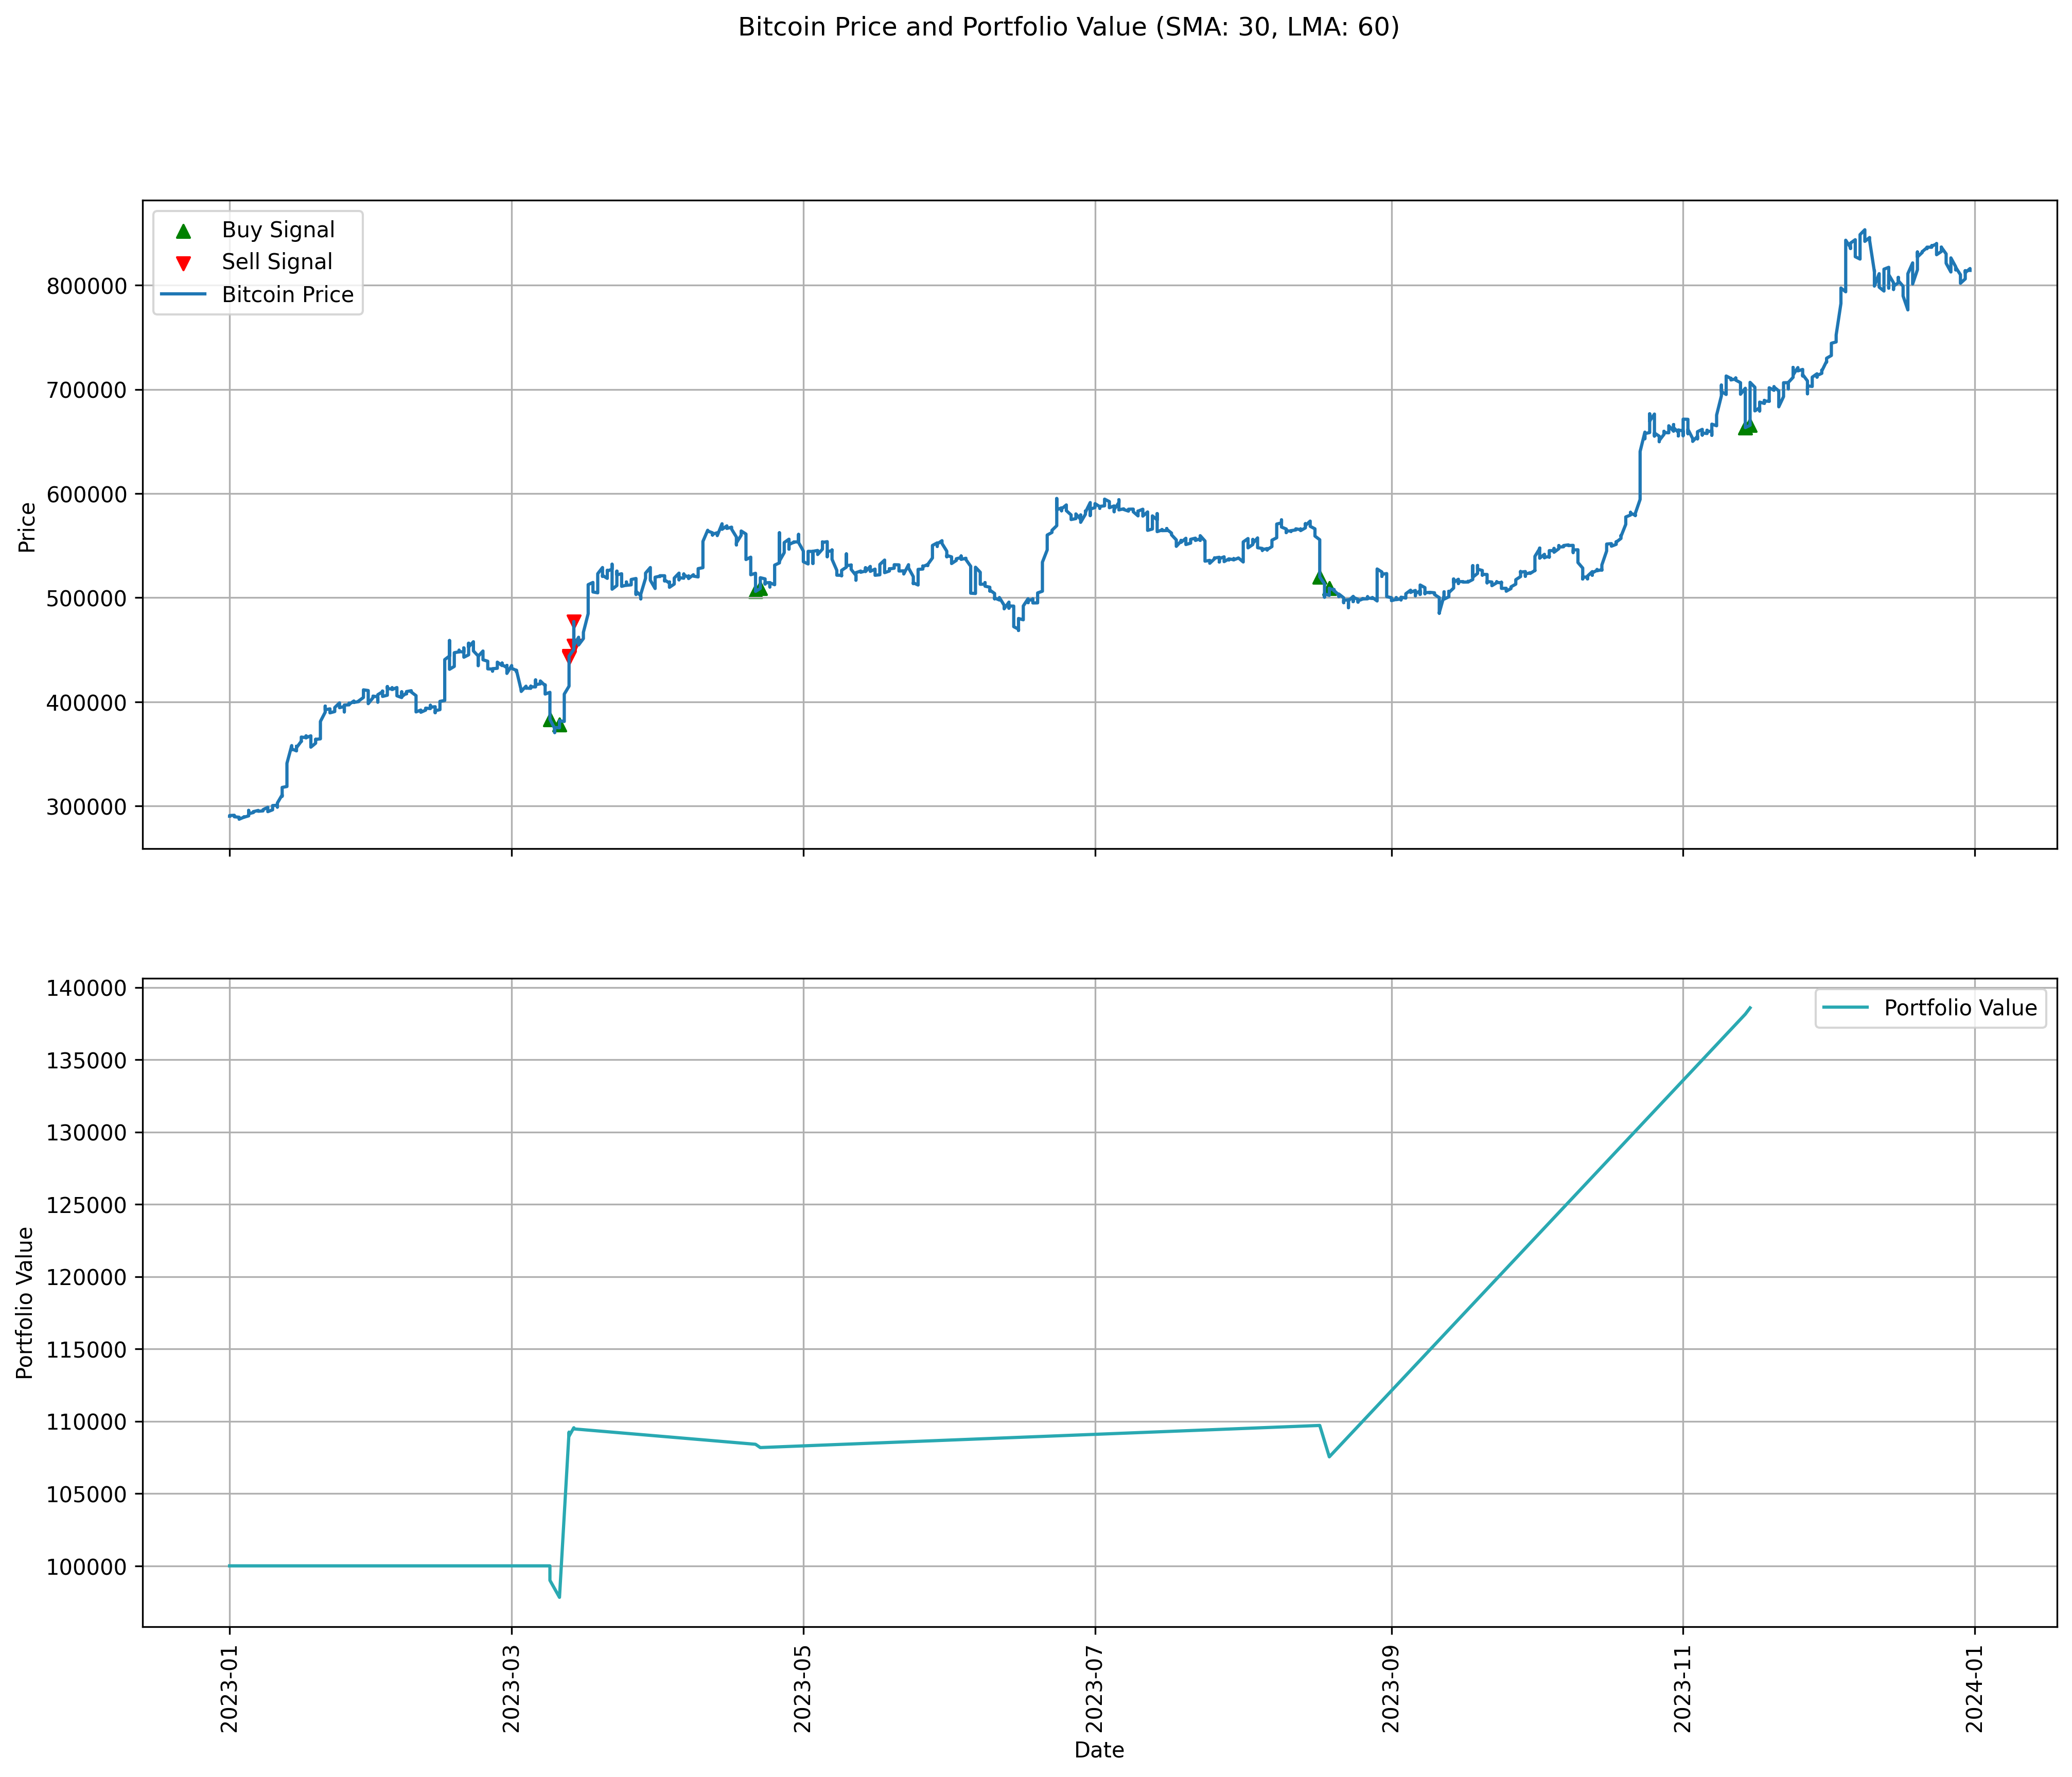 Bitcoin Price and Portfolio Value (SMA: 30, LMA: 60)
Buy Signal
Sell Signal
Bitcoin Price
800000
700000
600000
500000
400000
300000
Price
Portfolio Value
140000
135000
130000
125000
120000
115000
110000
105000
100000
Portfolio Value
2023-01
2023-03
2023-05
2023-07
2023-09
2023-11
2024-01
Date